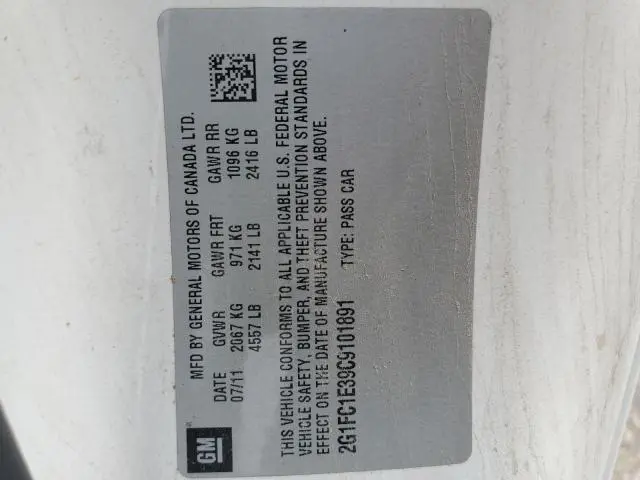 MFD BY GENERAL MOTORS OF CANADA LTD.
DATE GVWR GAWR FRT GAWR RR
07/11 2067 KG 971 KG 1096 KG
4557 LB 2141 LB 2416 LB
THIS VEHICLE CONFORMS TO ALL APPLICABLE U.S. FEDERAL MOTOR
VEHICLE SAFETY, BUMPER, AND THEFT PREVENTION STANDARDS IN
EFFECT ON THE DATE OF MANUFACTURE SHOWN ABOVE.
2G1FC1E39C9101891 TYPE: PASS CAR
GM